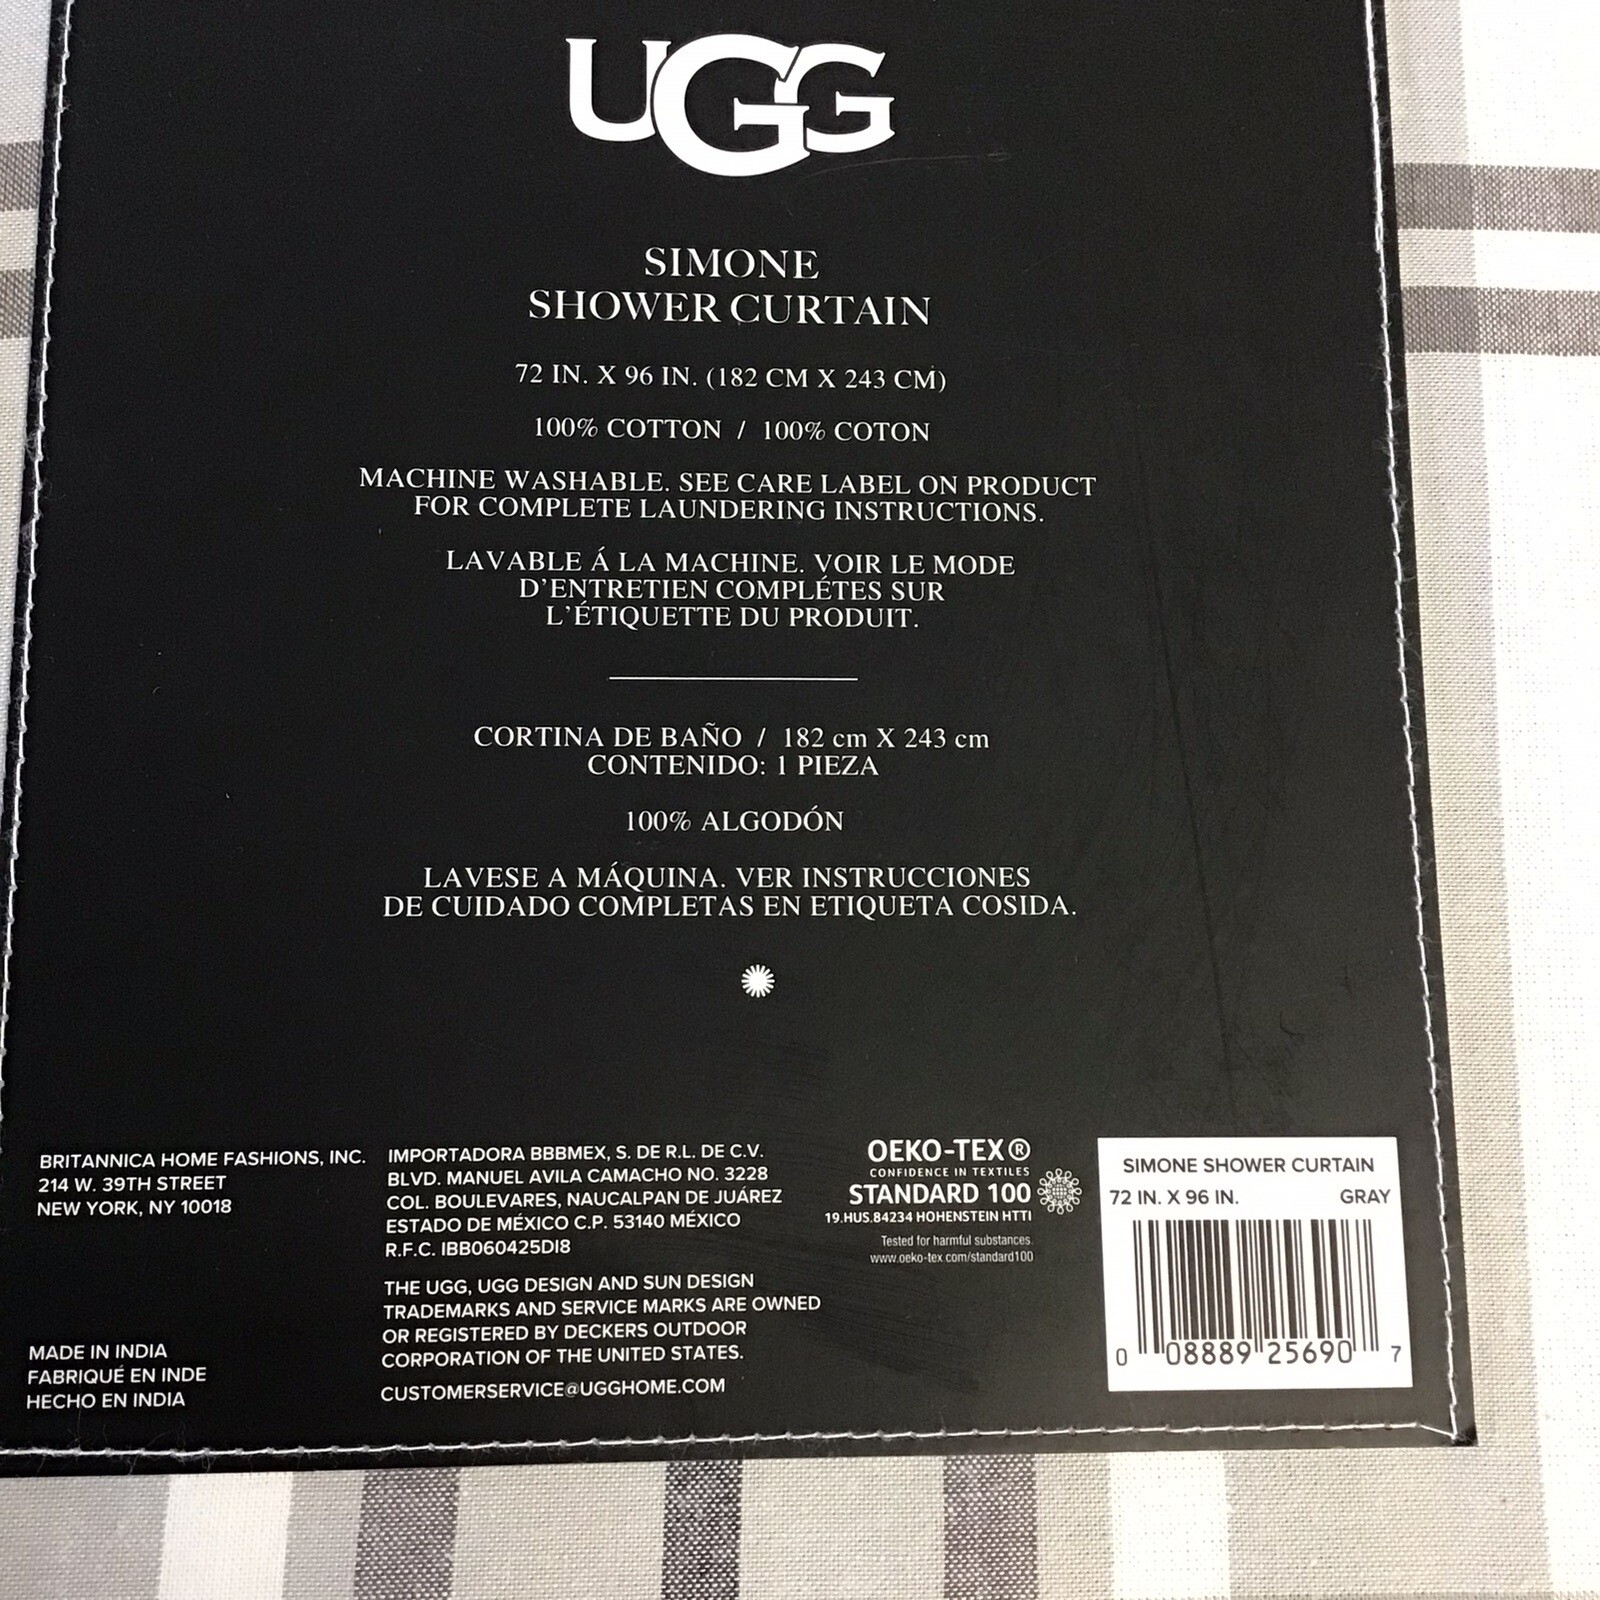 UGG
SIMONE
SHOWER CURTAIN
72 IN. X 96 IN. (182 CM X 243 CM)
100% COTTON / 100% COTON
MACHINE WASHABLE. SEE CARE LABEL ON PRODUCT
FOR COMPLETE LAUNDERING INSTRUCTIONS.
LAVABLE Á LA MACHINE. VOIR LE MODE
D'ENTRETIEN COMPLÉTES SUR
L'ÉTIQUETTE DU PRODUIT.
CORTINA DE BAÑO / 182 cm X 243 cm
CONTENIDO: 1 PIEZA
100% ALGODÓN
LAVESE A MÁQUINA. VER INSTRUCCIONES
DE CUIDADO COMPLETAS EN ETIQUETA COSIDA.
BRITANNICA HOME FASHIONS, INC.
214 W. 39TH STREET
NEW YORK, NY 10018
MADE IN INDIA
FABRIQUÉ EN INDE
HECHO EN INDIA
IMPORTADORA BBBMEX, S. DE R.L. DE C.V.
BLVD. MANUEL AVILA CAMACHO NO. 3228
COL. BOULEVARES, NAUCALPAN DE JUÁREZ
ESTADO DE MÉXICO C.P. 53140 MÉXICO
R.F.C. IBB060425DI8
THE UGG, UGG DESIGN AND SUN DESIGN
TRADEMARKS AND SERVICE MARKS ARE OWNED
OR REGISTERED BY DECKERS OUTDOOR
CORPORATION OF THE UNITED STATES.
CUSTOMERSERVICE@UGGHOME.COM
OEKO-TEX®
CONFIDENCE IN TEXTILES
STANDARD 100
19.HUS.84234 HOHENSTEIN HTTI
Tested for harmful substances.
www.oeko-tex.com/standard100
SIMONE SHOWER CURTAIN
72 IN. X 96 IN. GRAY
0 08889 25690 7